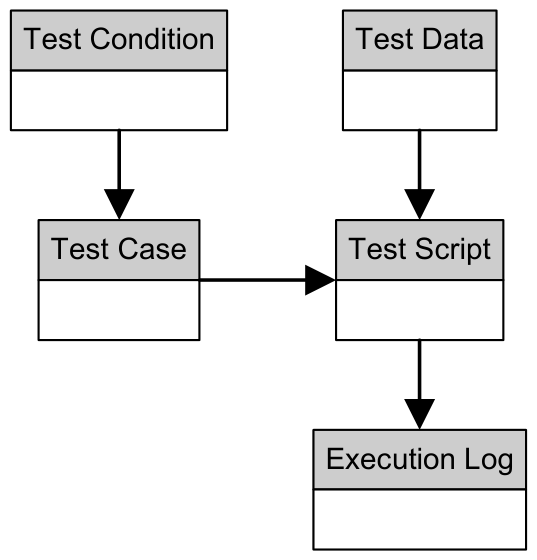 Test Condition
Test Data
Test Case
Test Script
Execution Log